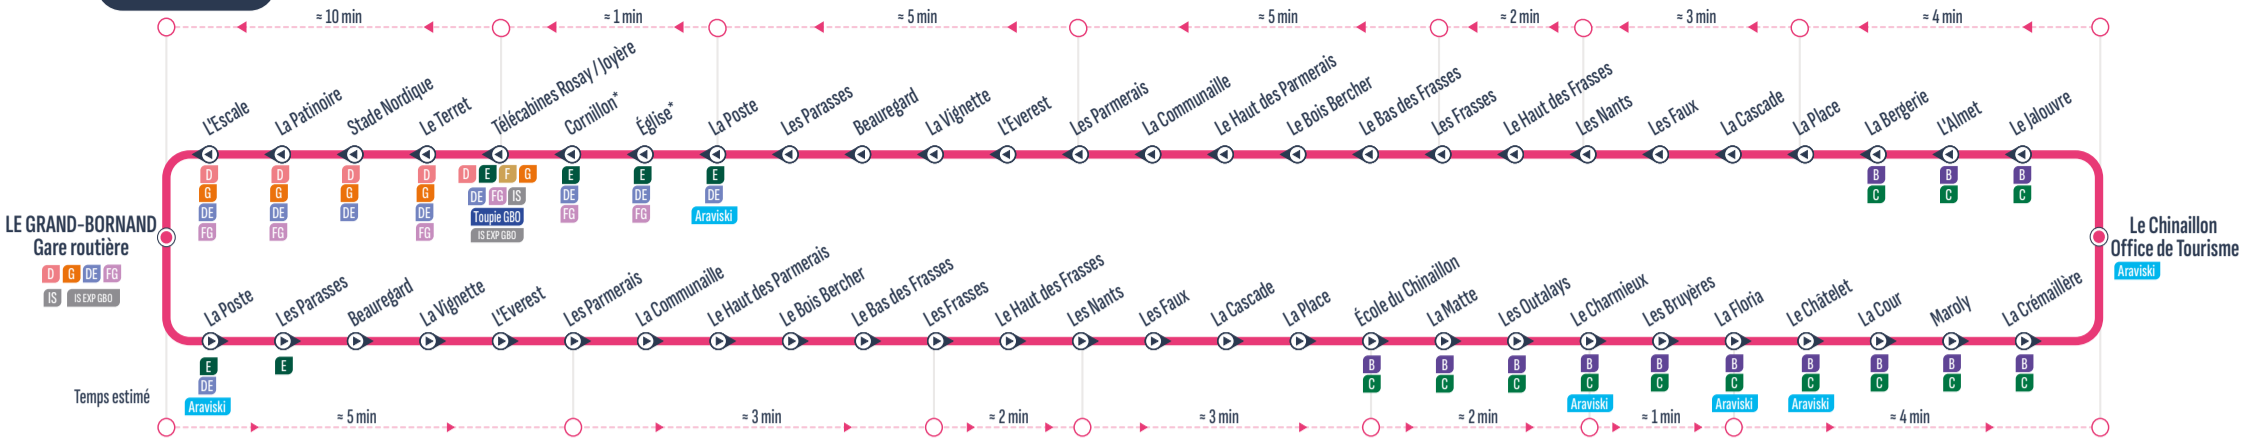 ≈ 10 min
≈ 1 min
≈ 5 min
≈ 5 min
≈ 2 min
≈ 3 min
≈ 4 min
L'Escale
La Patinoire
Stade Nordique
Le Terret
Télécabines Rosay / Joyère
Cornillon*
Église*
La Poste
Les Parasses
Beauregard
La Vignette
L'Everest
Les Parmerais
La Communaille
Le Haut des Parmerais
Le Bois Bercher
Le Bas des Frasses
Les Frasses
Le Haut des Frasses
Les Nants
Les Faux
La Cascade
La Place
La Bergerie
L'Almet
Le Jalouvre
D
G
DE
FG
D
G
DE
FG
D
G
DE
D
G
DE
FG
D E F G
DE FG IS
Toupie GBO
IS EXP GBO
E
DE
FG
E
DE
FG
E
DE
Araviski
B
C
B
C
B
C
LE GRAND-BORNAND
Gare routière
D G DE FG
IS IS EXP GBO
Le Chinaillon
Office de Tourisme
Araviski
La Poste
Les Parasses
Beauregard
La Vignette
L'Everest
Les Parmerais
La Communaille
Le Haut des Parmerais
Le Bois Bercher
Le Bas des Frasses
Les Frasses
Le Haut des Frasses
Les Nants
Les Faux
La Cascade
La Place
École du Chinaillon
La Matte
Les Outalays
Le Charmieux
Les Bruyères
La Floria
Le Châtelet
La Cour
Maroly
La Crémaillère
E
DE
Araviski
E
B
C
B
C
B
C
B
C
Araviski
B
C
B
C
Araviski
B
C
Araviski
B
C
B
C
B
C
Temps estimé
≈ 5 min
≈ 3 min
≈ 2 min
≈ 3 min
≈ 2 min
≈ 1 min
≈ 4 min